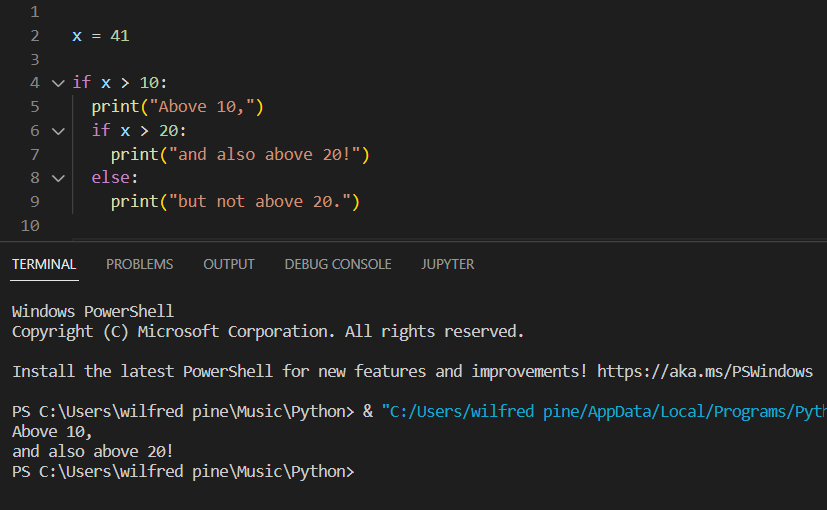 1
2 x = 41
3
4 if x > 10:
5   print("Above 10,")
6   if x > 20:
7     print("and also above 20!")
8   else:
9     print("but not above 20.")
10
TERMINAL PROBLEMS OUTPUT DEBUG CONSOLE JUPYTER
Windows PowerShell
Copyright (C) Microsoft Corporation. All rights reserved.
Install the latest PowerShell for new features and improvements! https://aka.ms/PSWindows
PS C:\Users\wilfred pine\Music\Python> & "C:/Users/wilfred pine/AppData/Local/Programs/Pyth
Above 10,
and also above 20!
PS C:\Users\wilfred pine\Music\Python>